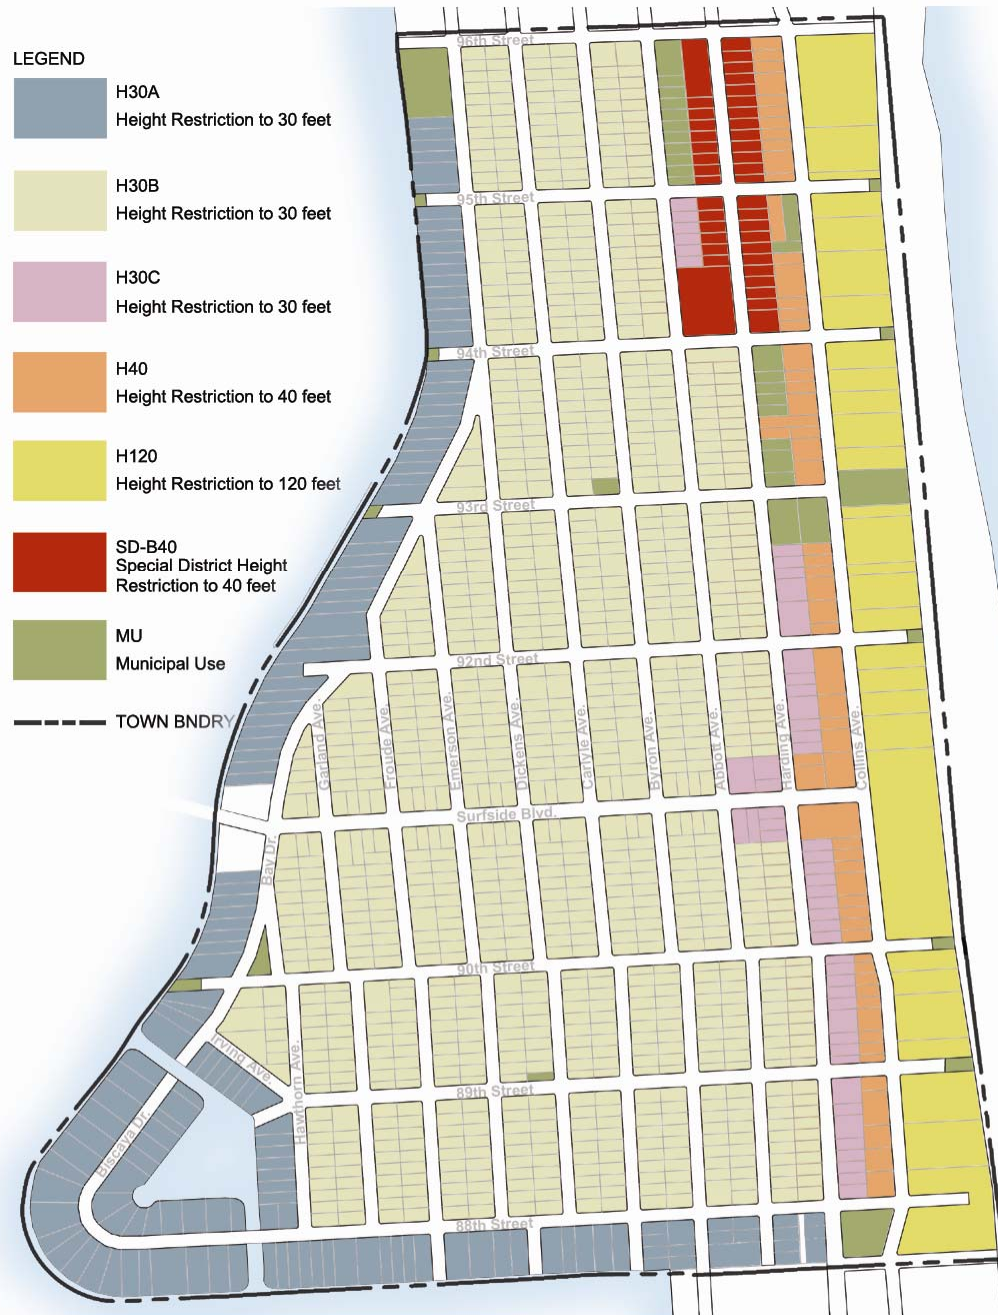 LEGEND
H30A
Height Restriction to 30 feet
H30B
Height Restriction to 30 feet
H30C
Height Restriction to 30 feet
H40
Height Restriction to 40 feet
H120
Height Restriction to 120 feet
SD-B40
Special District Height
Restriction to 40 feet
MU
Municipal Use
TOWN BNDRY
96th Street
95th Street
94th Street
93rd Street
92nd Street
Garland Ave.
Froude Ave.
Emerson Ave.
Dickens Ave.
Carlyle Ave.
Byron Ave.
Abbott Ave.
Harding Ave.
Collins Ave.
Surfside Blvd.
Bay Dr.
90th Street
Irving Ave.
Hawthorn Ave.
89th Street
Biscaya Dr.
88th Street